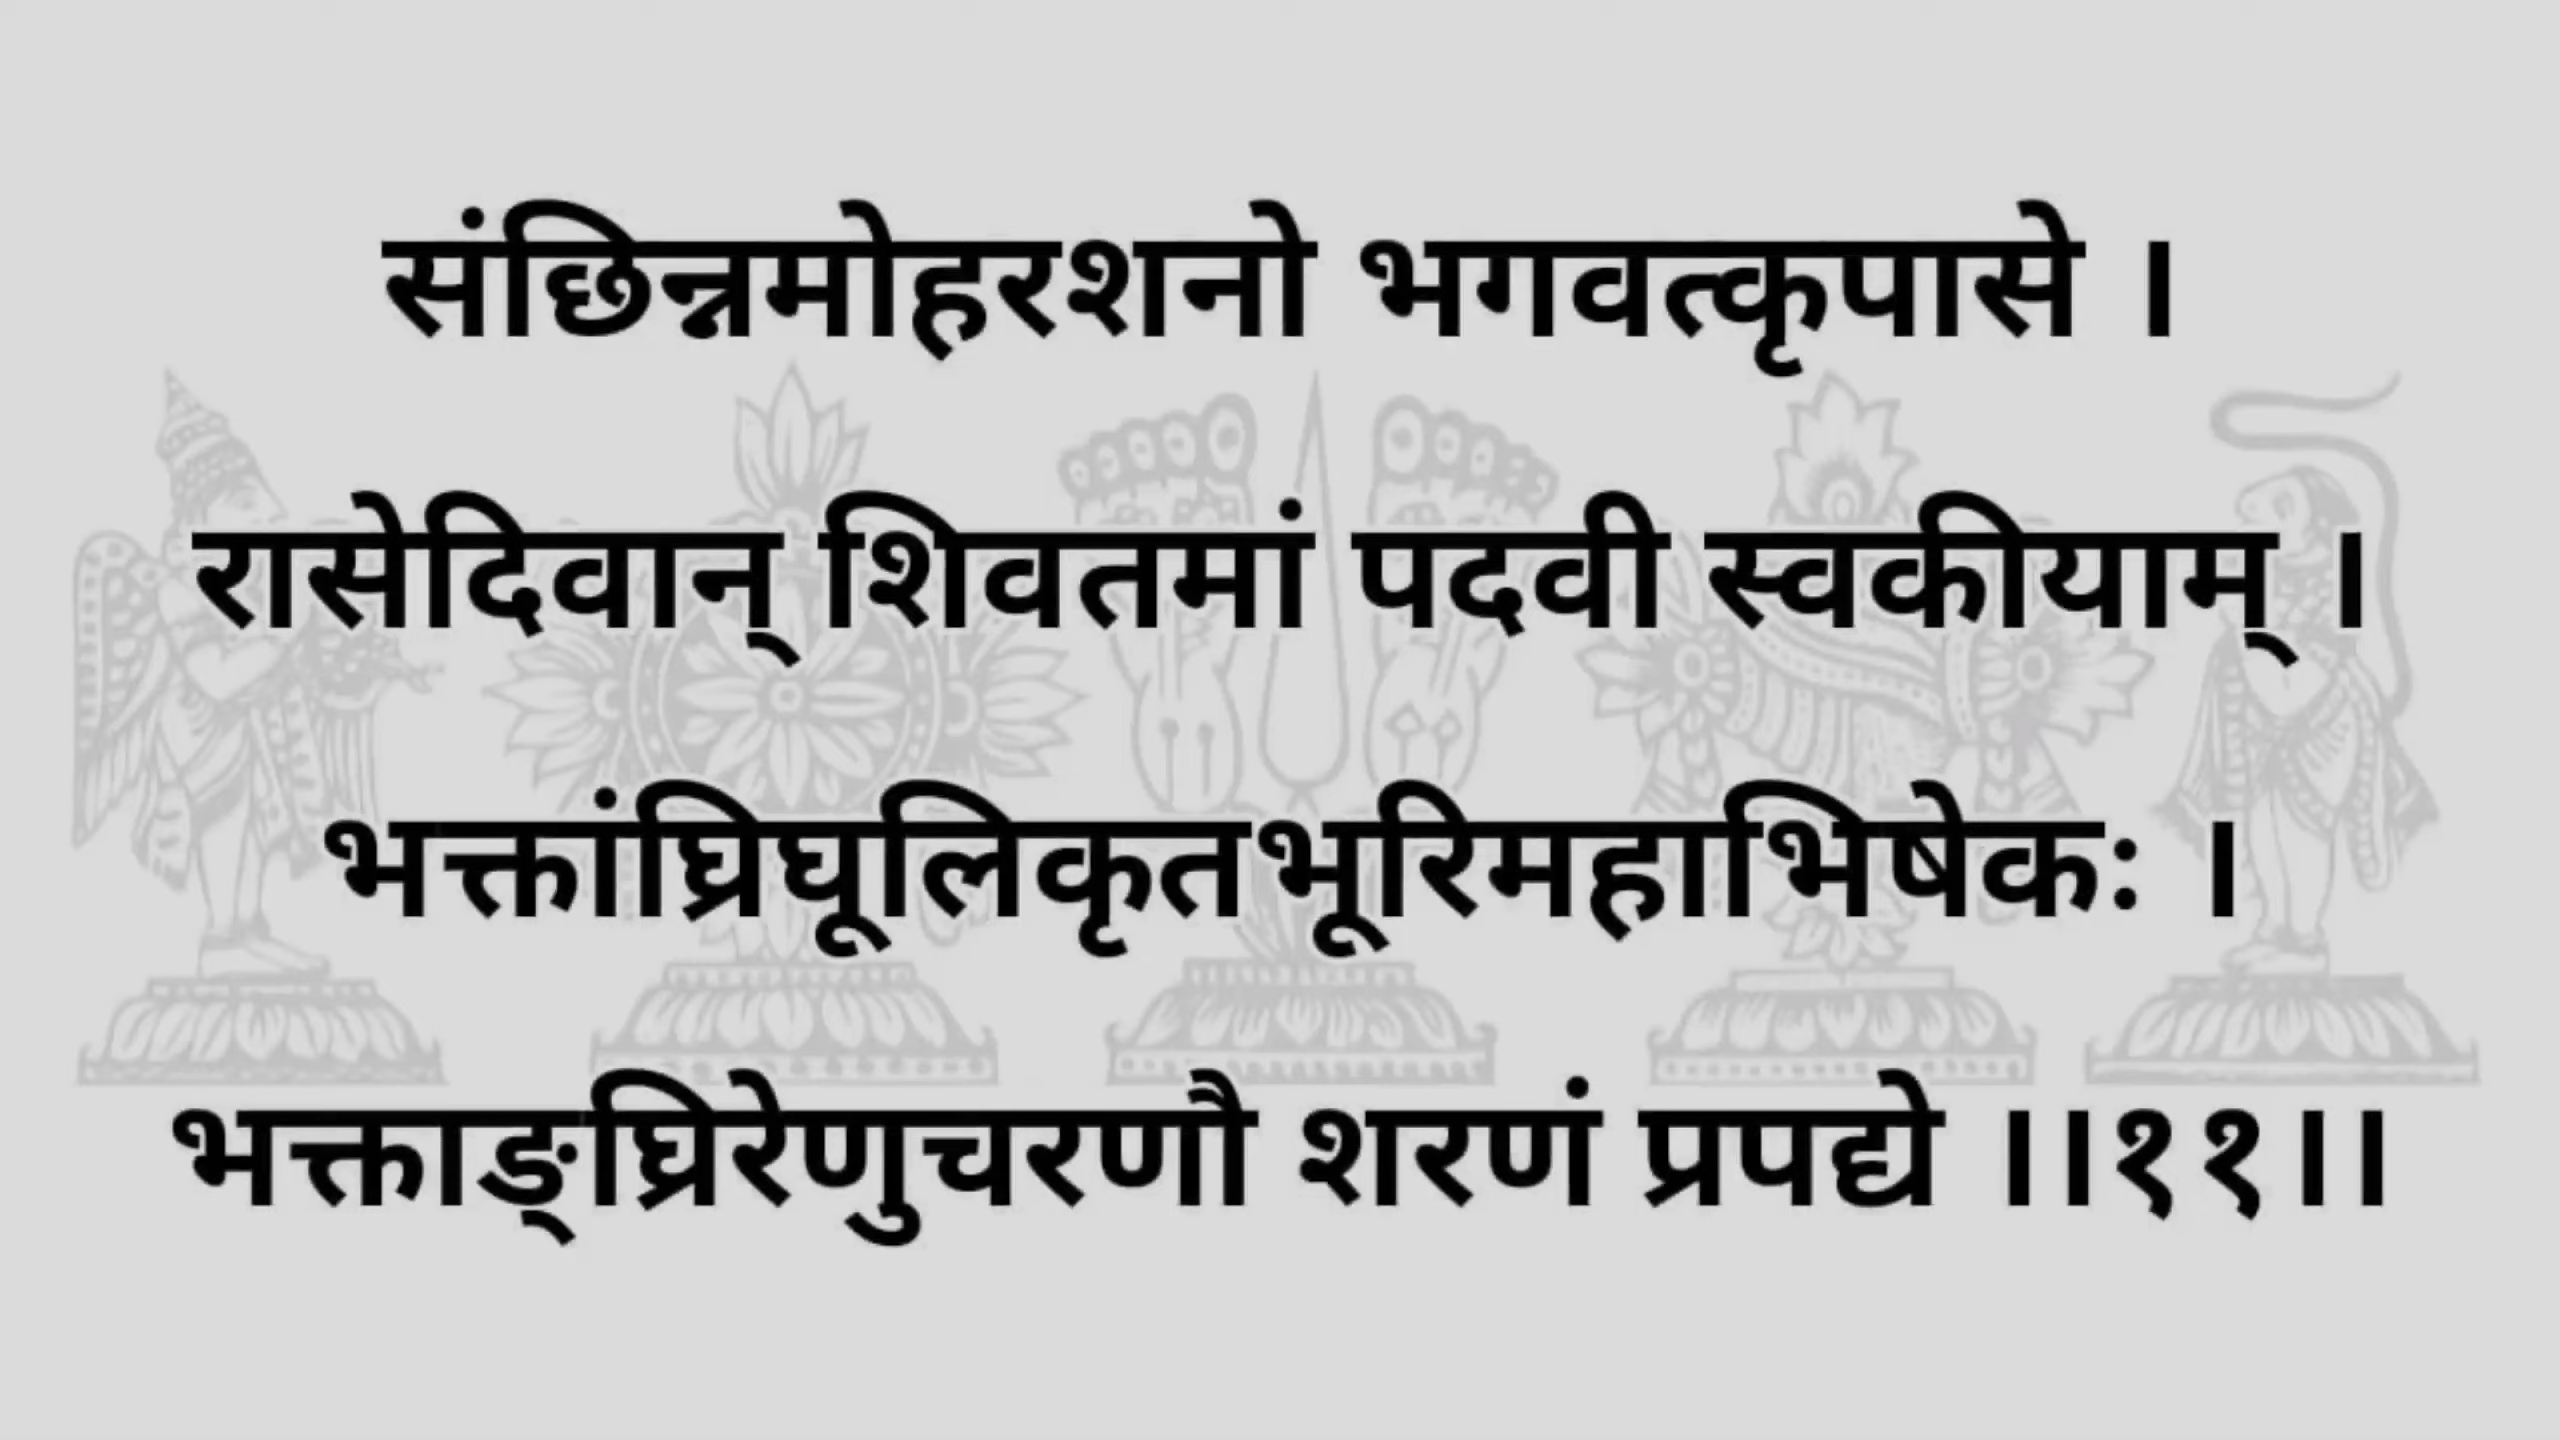 संछिन्नमोहरशनो भगवत्कृपासे ।
रासेदिवान् शिवतमां पदवी स्वकीयाम् ।
भक्तांघ्रिघूलिकृतभूरिमहाभिषेकः ।
भक्ताङ्घ्रिरेणुचरणौ शरणं प्रपद्ये ।।११।।